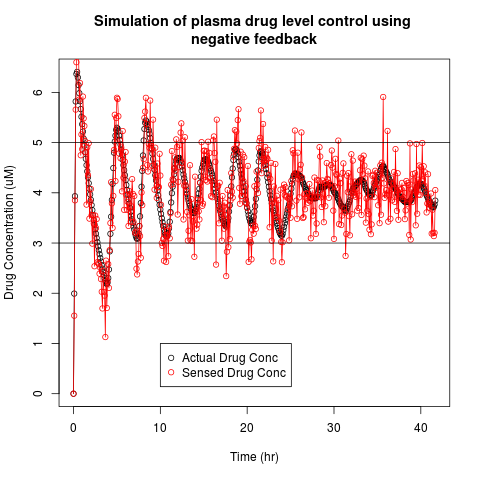 Simulation of plasma drug level control using
negative feedback
Drug Concentration (uM)
6
5
4
3
2
1
0
Actual Drug Conc
Sensed Drug Conc
0 10 20 30 40
Time (hr)